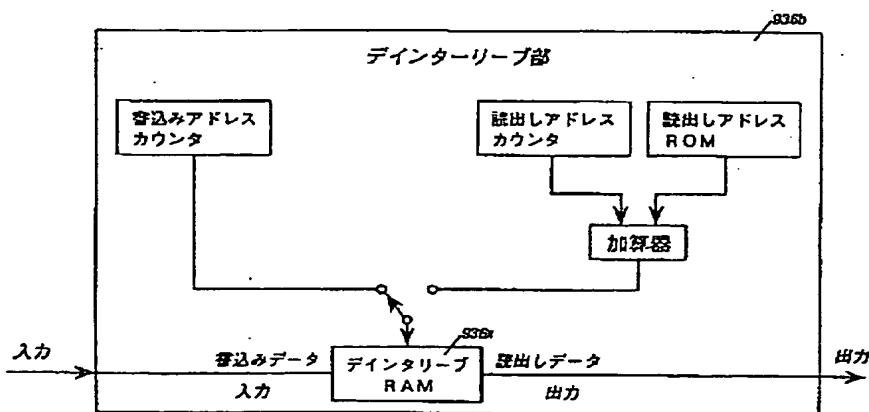 936b
デインターリーブ部
書込みアドレス
カウンタ
読出しアドレス
カウンタ
読出しアドレス
ROM
加算器
936a
入力
書込みデータ
入力
デインタリーブ
RAM
読出しデータ
出力
出力